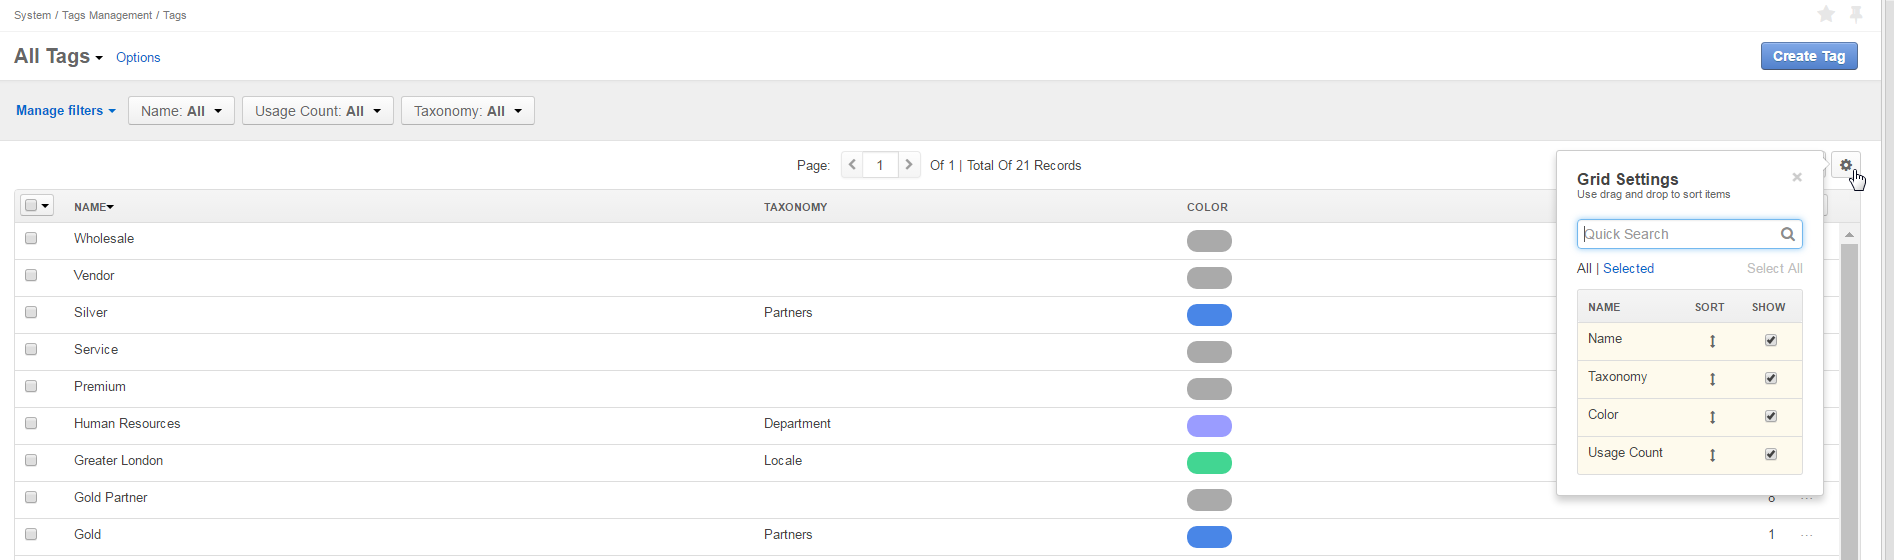 System / Tags Management / Tags
All Tags Options
Create Tag
Manage filters Name: All Usage Count: All Taxonomy: All
Page: 1 Of 1 | Total Of 21 Records
NAME TAXONOMY COLOR
Wholesale
Vendor
Silver Partners
Service
Premium
Human Resources Department
Greater London Locale
Gold Partner
Gold Partners 1 ...
Grid Settings
Use drag and drop to sort items
Quick Search
All | Selected Select All
NAME SORT SHOW
Name
Taxonomy
Color
Usage Count